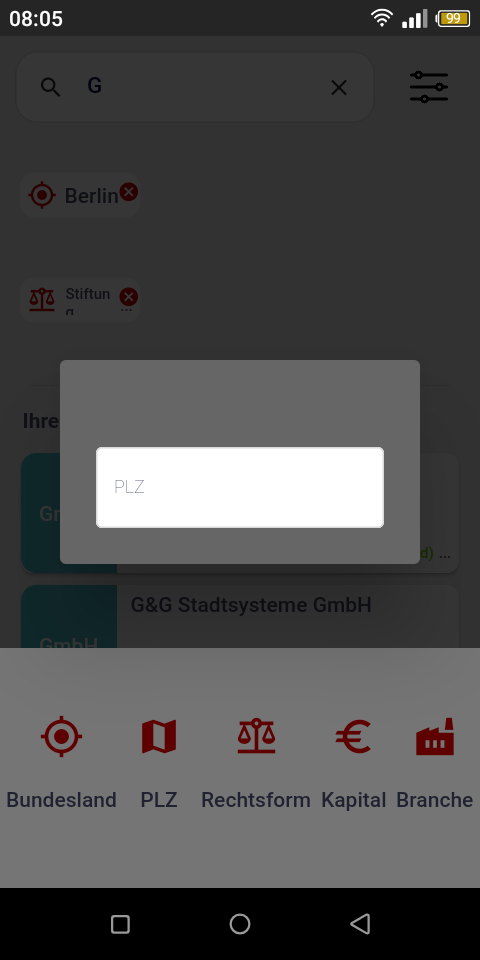 08:05
99
G
Berlin
Stiftun
g ...
Ihre
Gr
d) ...
PLZ
G&G Stadtsysteme GmbH
GmbH
Bundesland PLZ Rechtsform Kapital Branche